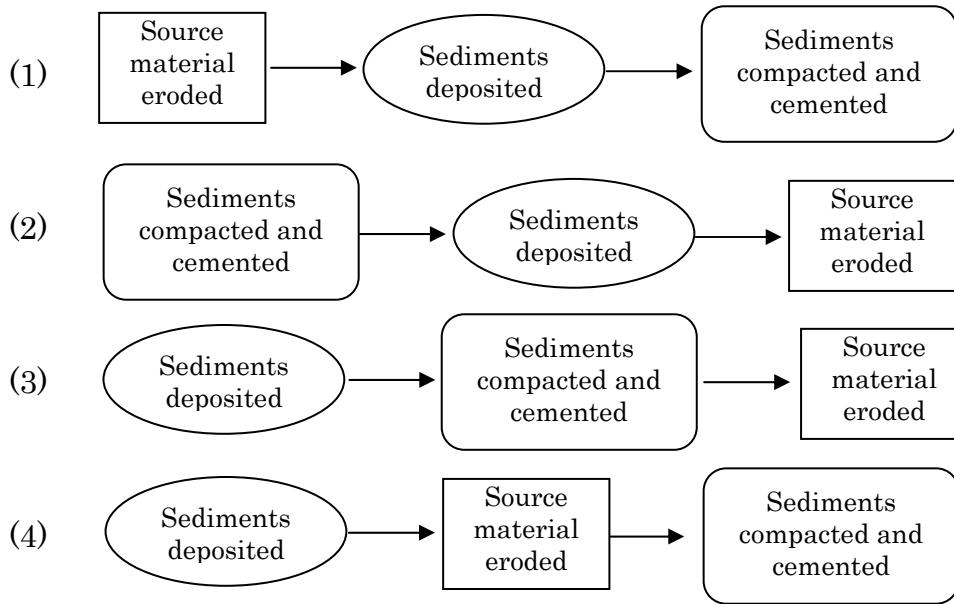 (1)
Source
material
eroded
Sediments
deposited
Sediments
compacted and
cemented
(2)
Sediments
compacted and
cemented
Sediments
deposited
Source
material
eroded
(3)
Sediments
deposited
Sediments
compacted and
cemented
Source
material
eroded
(4)
Sediments
deposited
Source
material
eroded
Sediments
compacted and
cemented